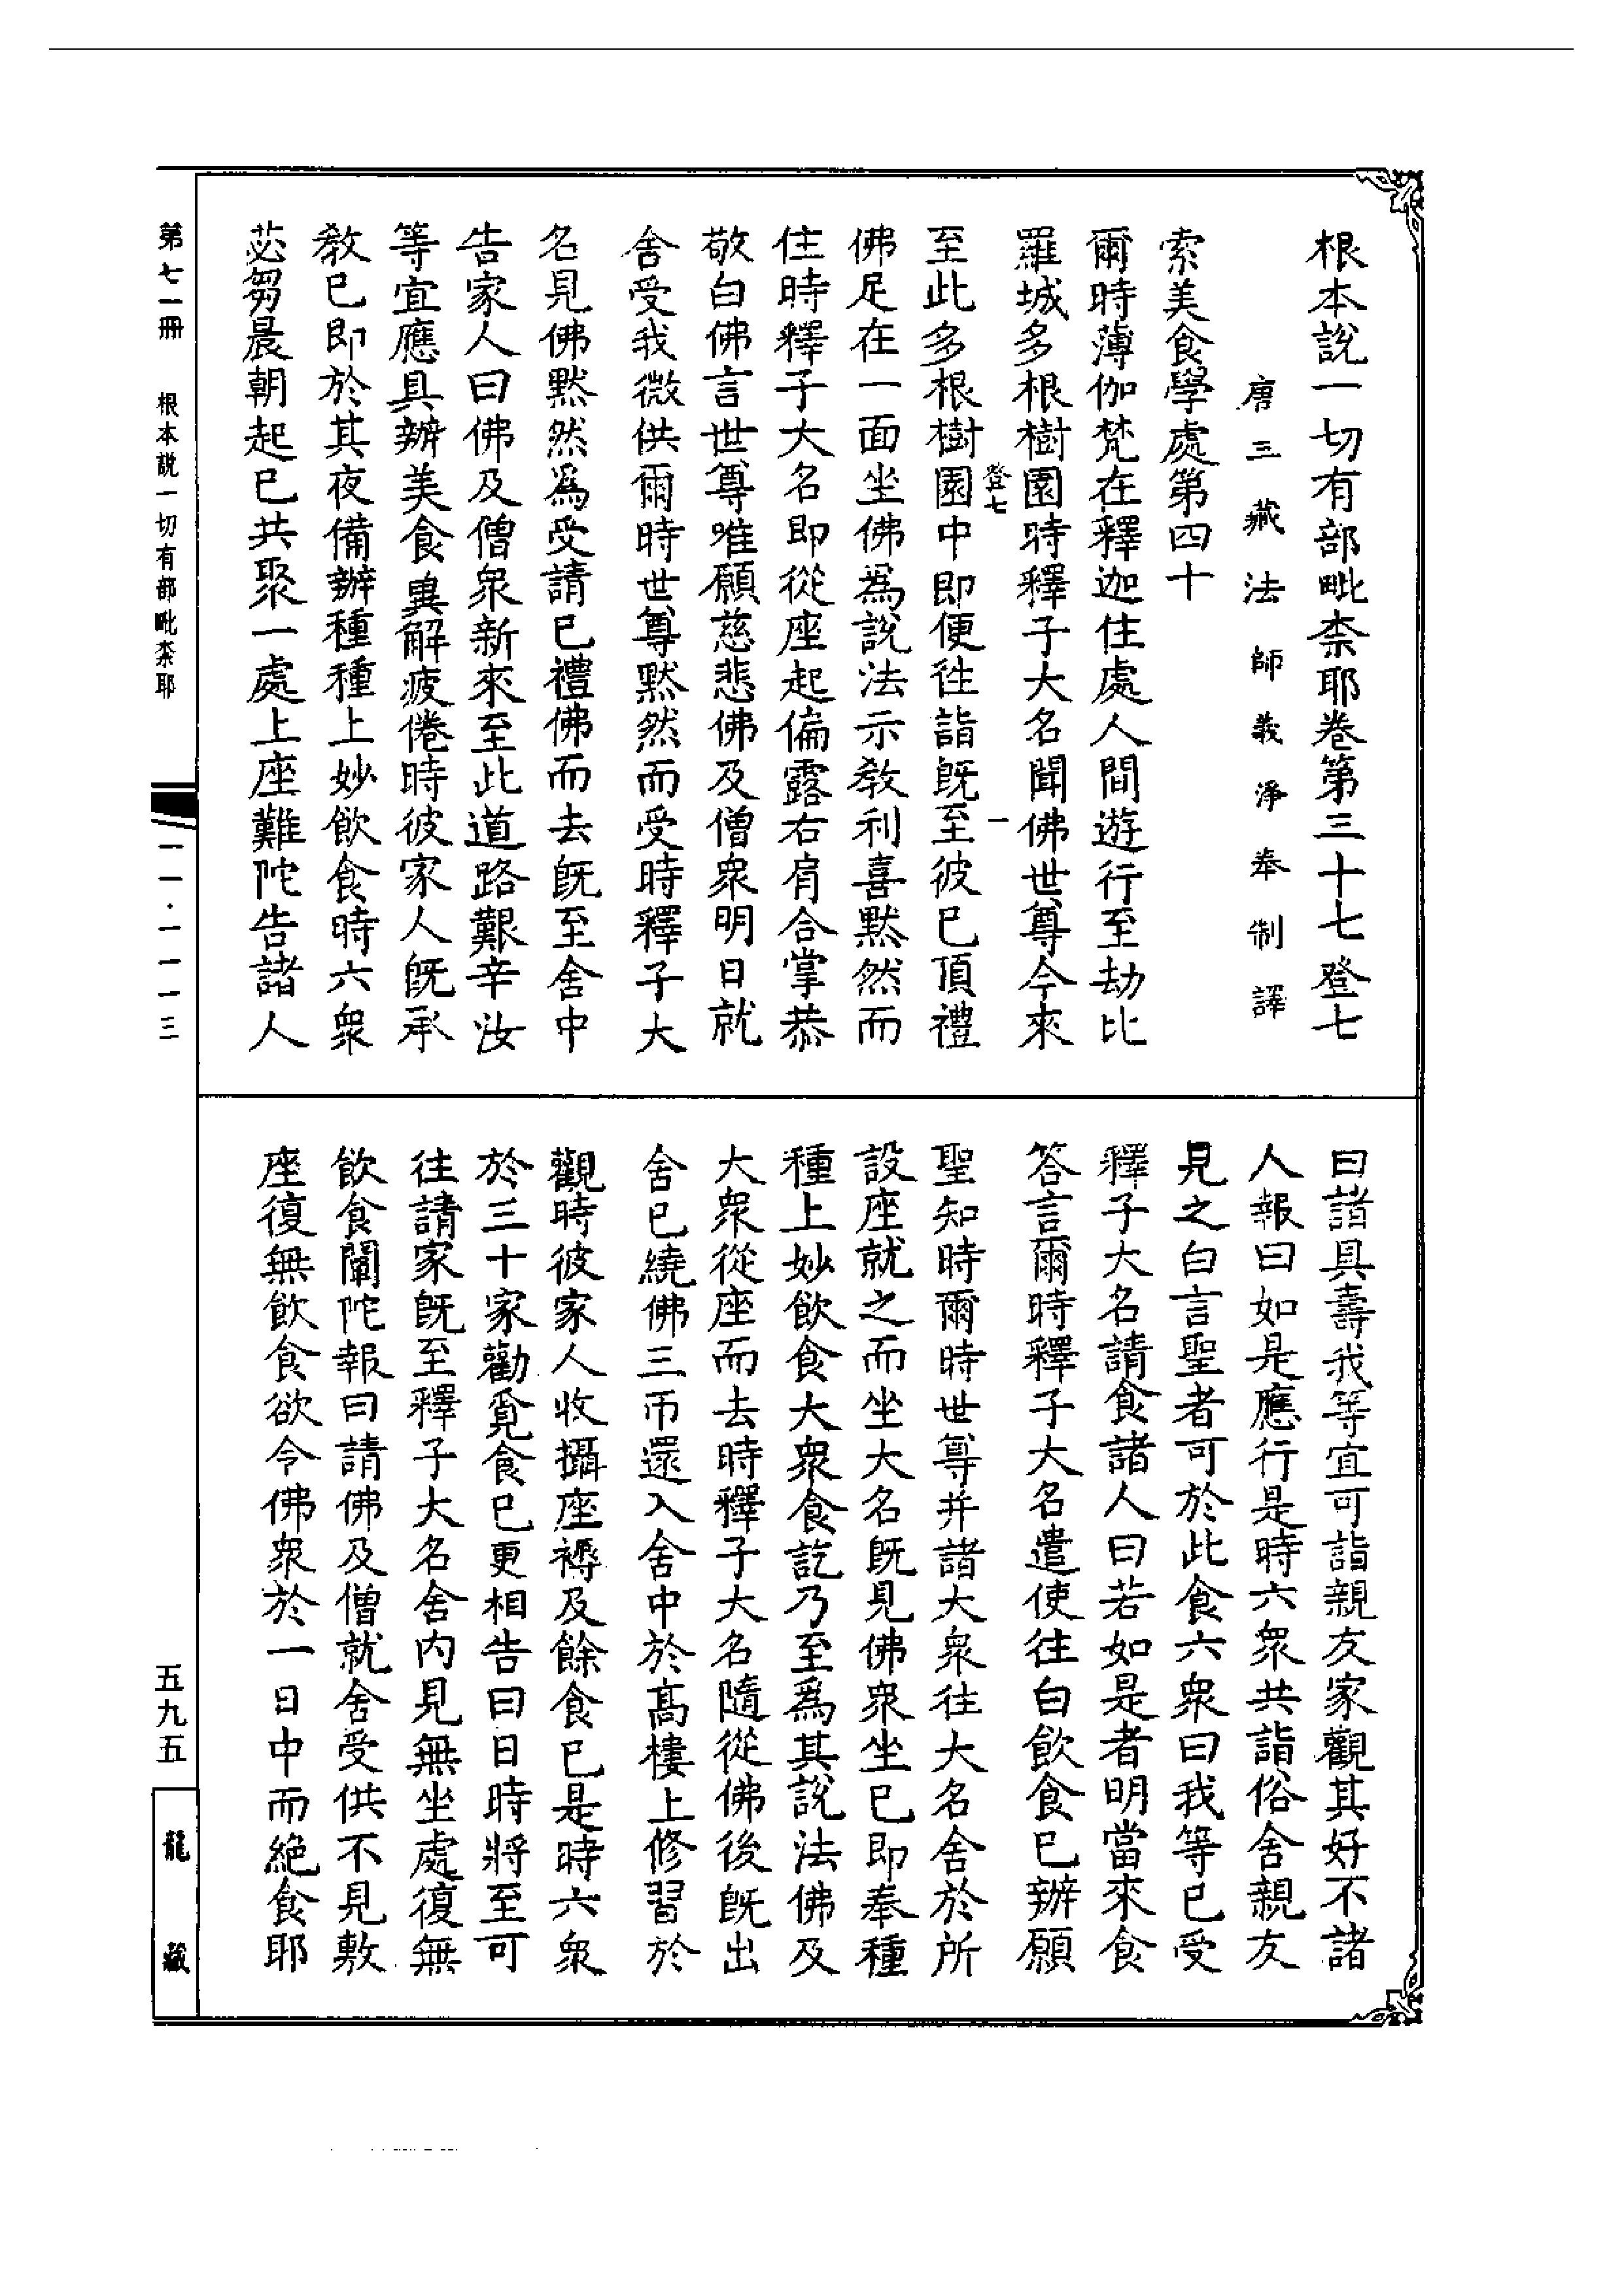 根本說一切有部毗柰耶卷第三十七登七
唐三藏法師義淨奉制譯
索美食學處第四十
爾時薄伽梵在釋迦住處人間遊行至劫比
羅城多根樹園時釋子大名聞佛世尊今來
登七 一
至此多根樹園中即便往詣既至彼已頂禮
佛足在一面坐佛為說法示教利喜默然而
住時釋子大名即從座起偏露右肩合掌恭
敬白佛言世尊唯願慈悲佛及僧衆明日就
舍受我微供爾時世尊默然而受時釋子大
名見佛默然為受請已禮佛而去既至舍中
告家人曰佛及僧衆新來至此道路艱辛汝
等宜應具辦美食兾解疲倦時彼家人既承
教已即於其夜備辦種種上妙飲食時六衆
苾芻晨朝起已共聚一處上座難陀告諸人
曰諸具壽我等宜可詣親友家觀其好不諸
人報曰如是應行是時六衆共詣俗舍親友
見之白言聖者可於此食六衆曰我等已受
釋子大名請食諸人曰若如是者明當來食
答言爾時釋子大名遣使往白飲食已辦願
聖知時爾時世尊并諸大衆往大名舍於所
設座就之而坐大名既見佛衆坐已即奉種
種上妙飲食大衆食訖乃至為其說法佛及
大衆從座而去時釋子大名隨從佛後既出
舍已繞佛三帀還入舍中於高樓上修習於
觀時彼家人收攝座褥及餘食已是時六衆
於三十家勸覓食已更相告曰日時將至可
往請家既至釋子大名舍內見無坐處復無
飲食闡陀報曰請佛及僧就舍受供不見敷
座復無飲食欲令佛衆於一日中而絕食耶
第七一冊 根本說一切有部毗柰耶
一一·一一一三
五九五
龍藏